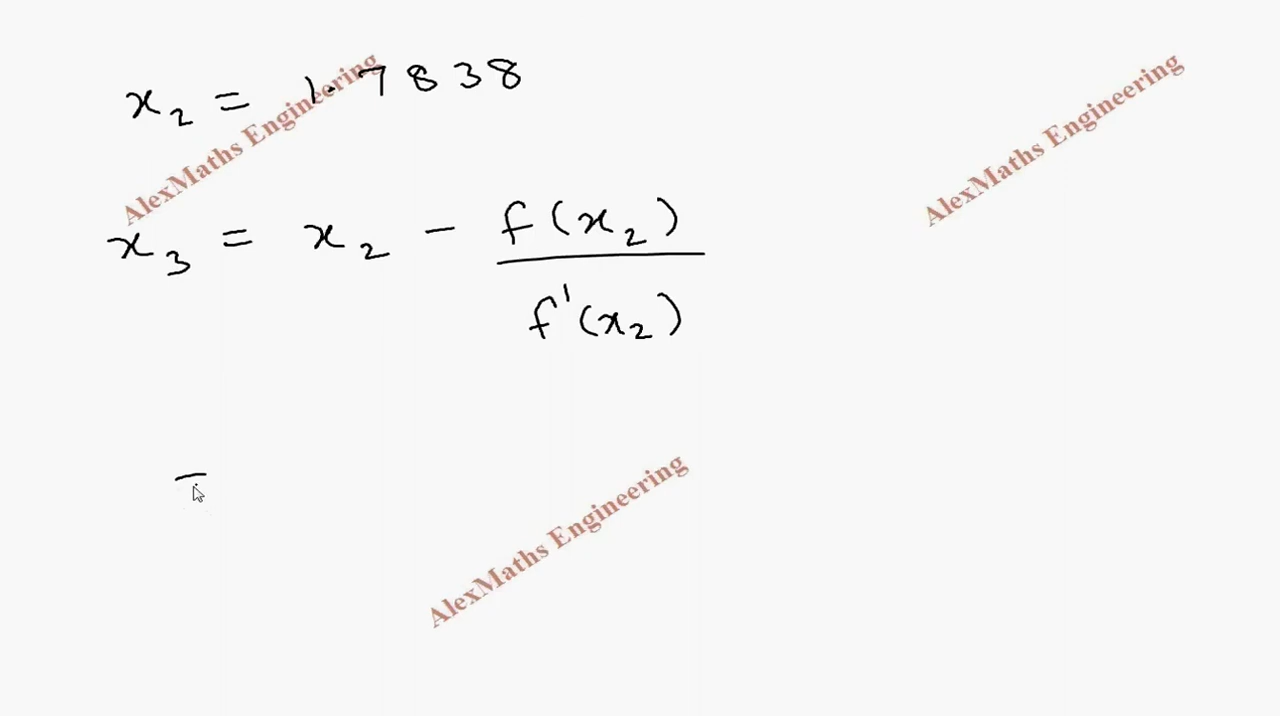 x₂ = 1.7838
AlexMaths Engineering
AlexMaths Engineering
x₃ = x₂ - f(x₂)
f'(x₂)
AlexMaths Engineering